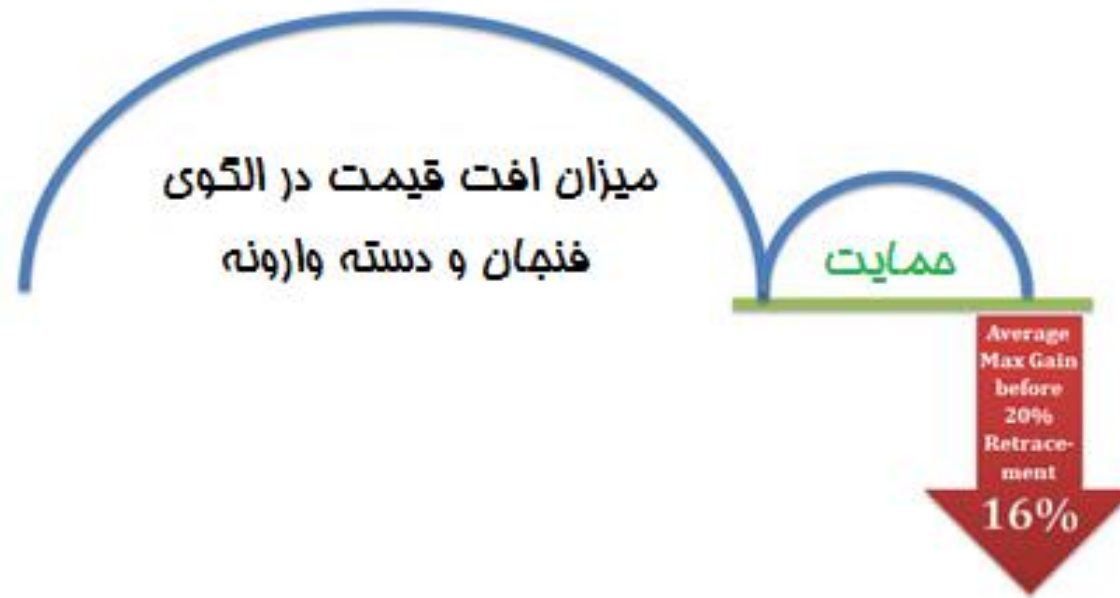 میزان افت قیمت در الگوی
فنجان و دسته وارونه
حمایت
Average
Max Gain
before
20%
Retrace-
ment
16%